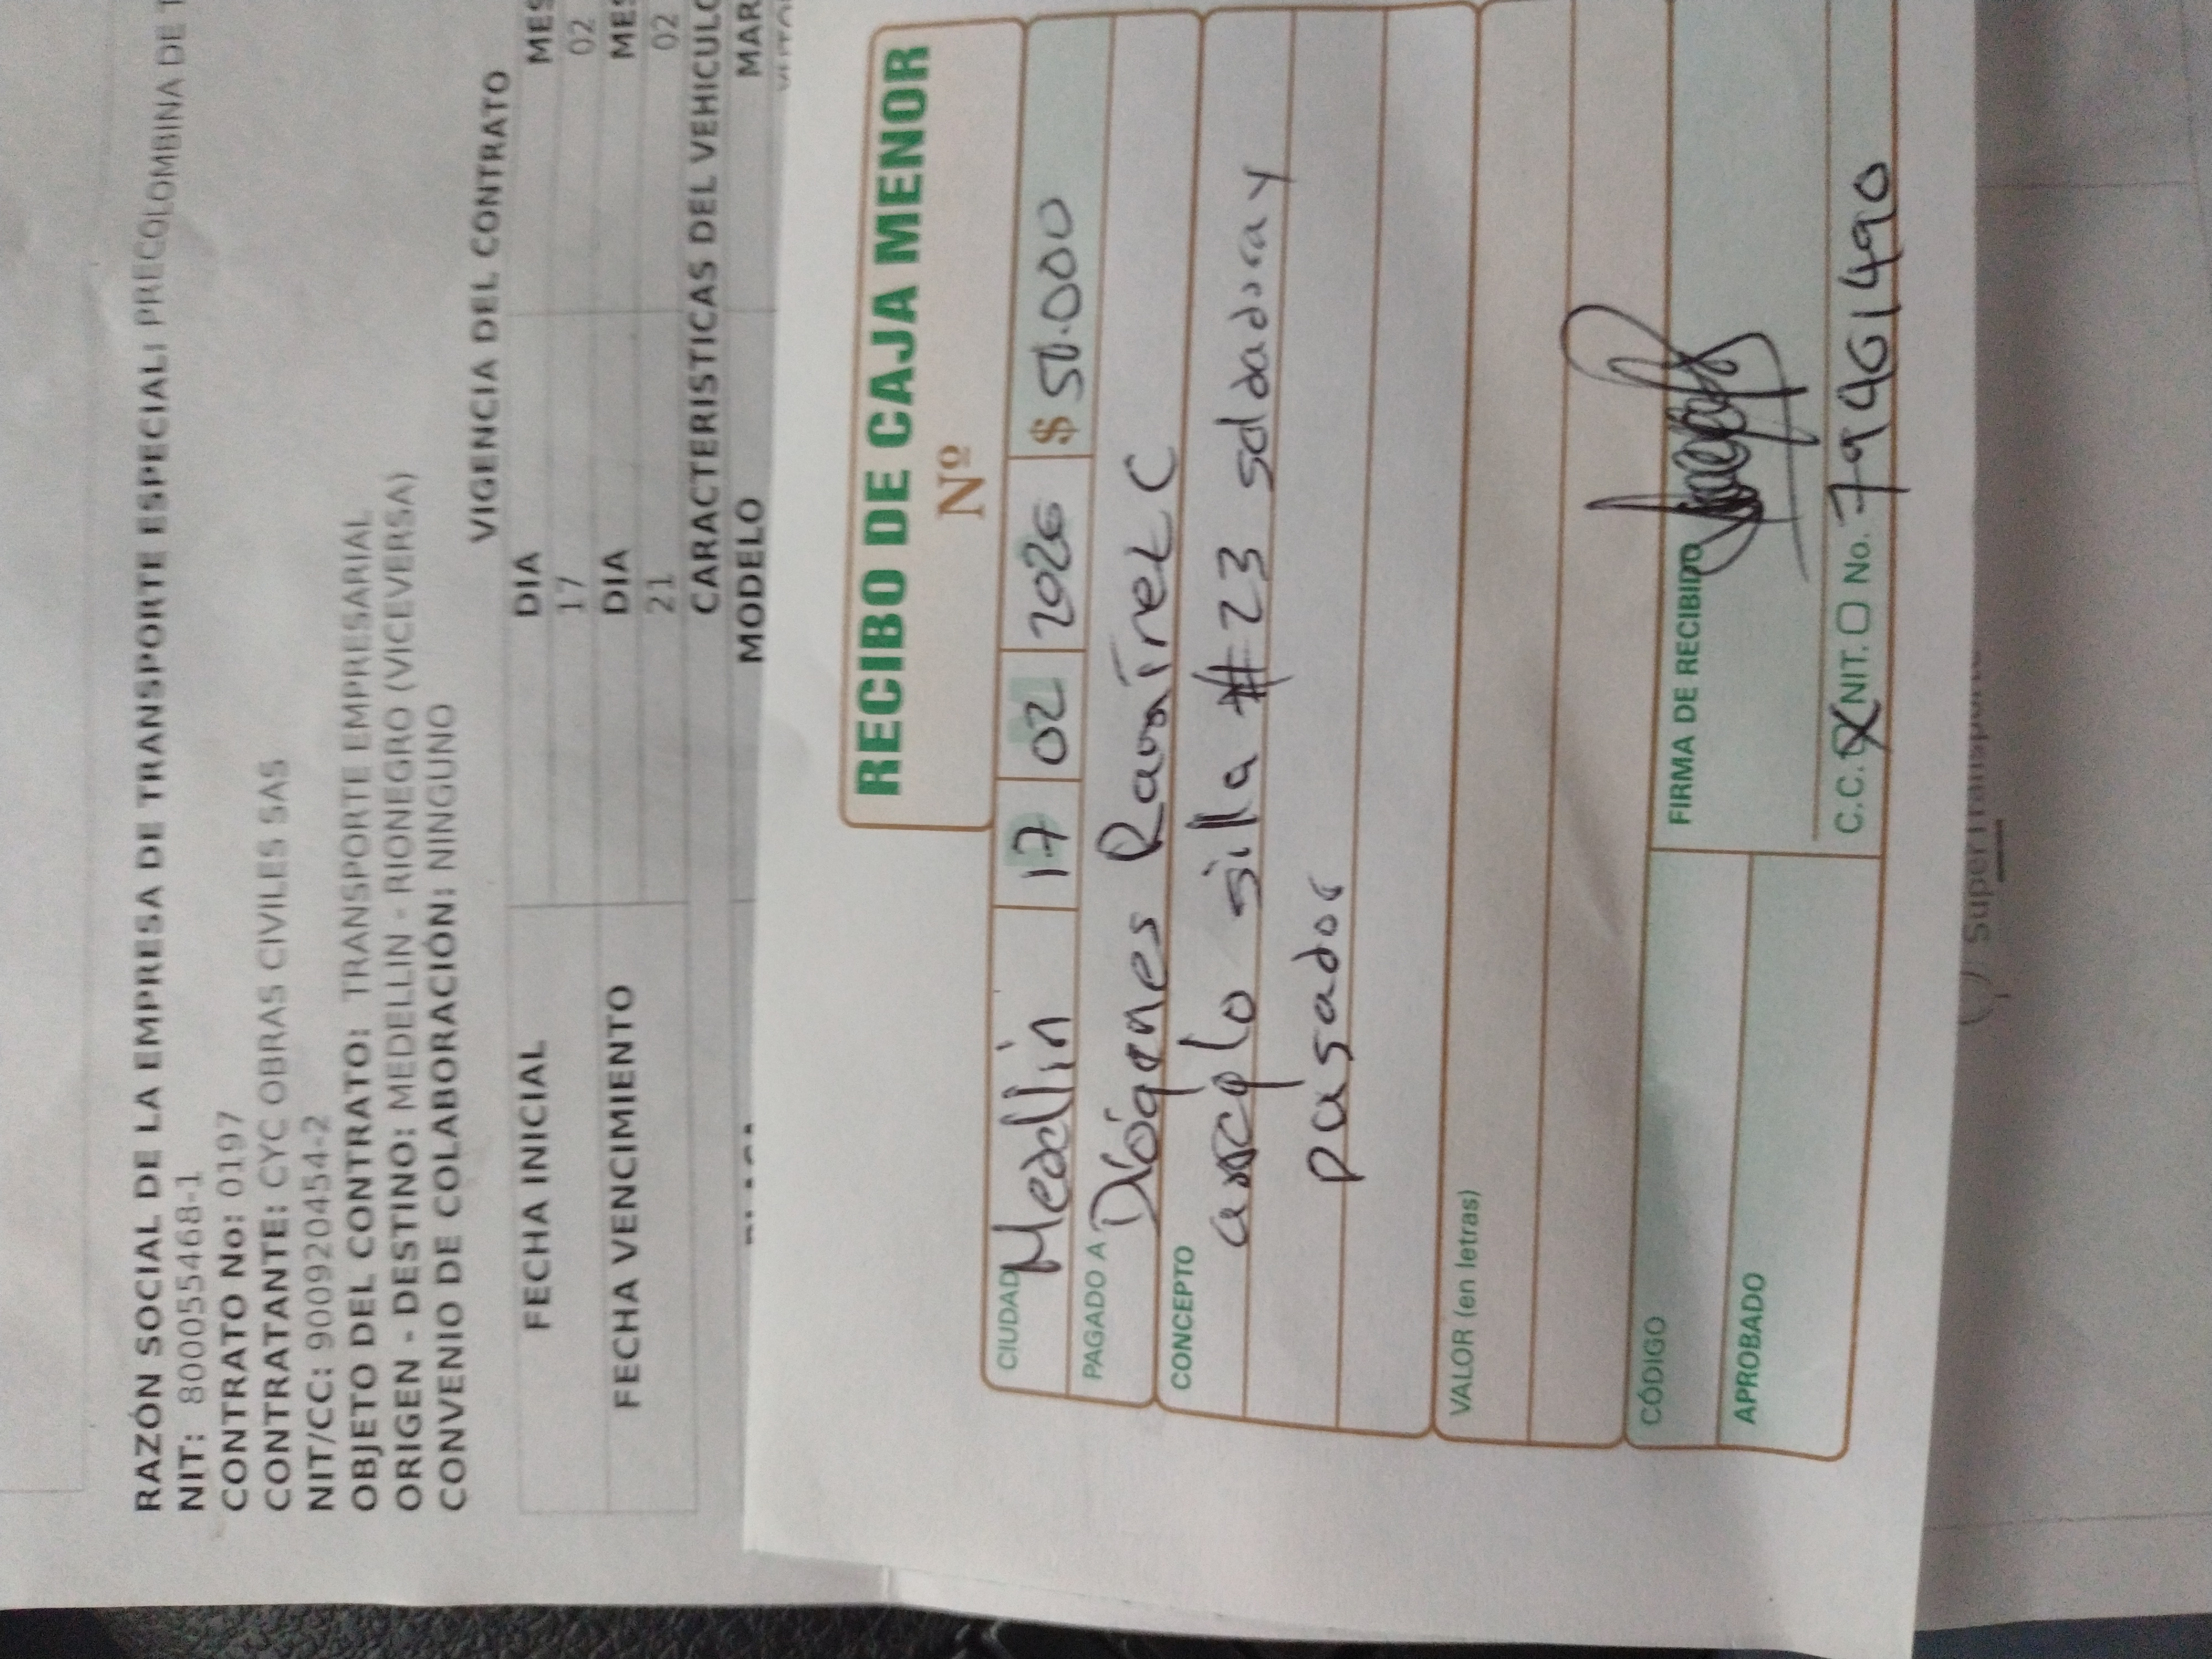 RAZÓN SOCIAL DE LA EMPRESA DE TRANSPORTE ESPECIAL: PRECOLOMBINA DE T
NIT: 800055468-1
CONTRATO No: 0197
CONTRATANTE: CYC OBRAS CIVILES SAS
NIT/CC: 900920454-2
OBJETO DEL CONTRATO: TRANSPORTE EMPRESARIAL
ORIGEN - DESTINO: MEDELLIN - RIONEGRO (VICEVERSA)
CONVENIO DE COLABORACIÓN: NINGUNO
VIGENCIA DEL CONTRATO
FECHA INICIAL DIA MES
17 02
FECHA VENCIMIENTO DIA MES
21 02
CARACTERISTICAS DEL VEHICULO
MODELO MAR
RECIBO DE CAJA MENOR
Nº
CIUDAD Medellin 17 02 2026 $ 50.000
PAGADO A Diógenes Ramírez C
CONCEPTO
silla # 23 soldadora y
pasador
VALOR (en letras)
CÓDIGO
FIRMA DE RECIBIDO
APROBADO
C.C. X NIT. No. 79461490